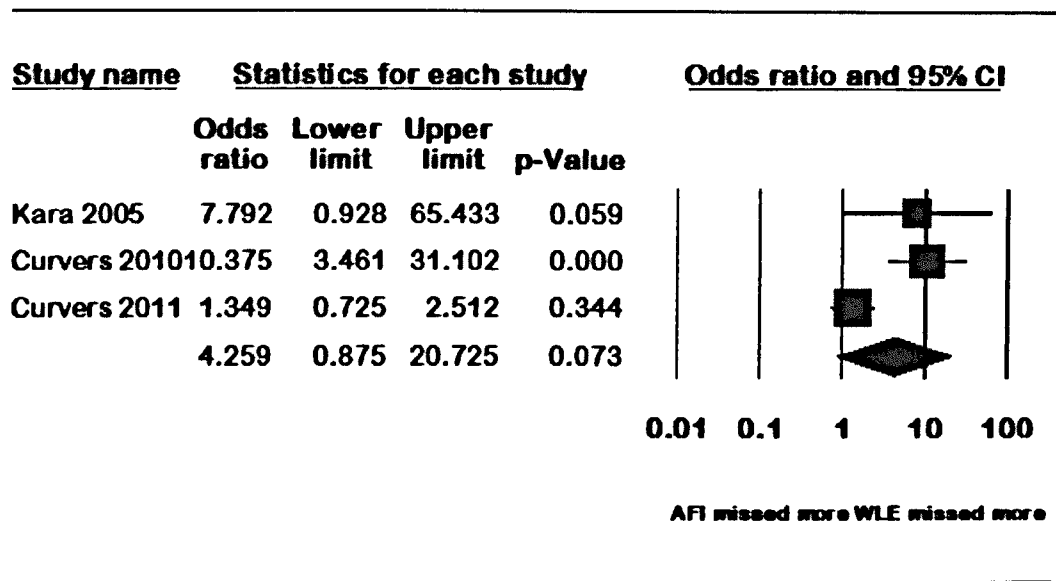 Study name Statistics for each study Odds ratio and 95% CI
Odds Lower Upper
ratio limit limit p-Value
Kara 2005 7.792 0.928 65.433 0.059
Curvers 201010.375 3.461 31.102 0.000
Curvers 2011 1.349 0.725 2.512 0.344
4.259 0.875 20.725 0.073
0.01 0.1 1 10 100
AFI missed more WLE missed more